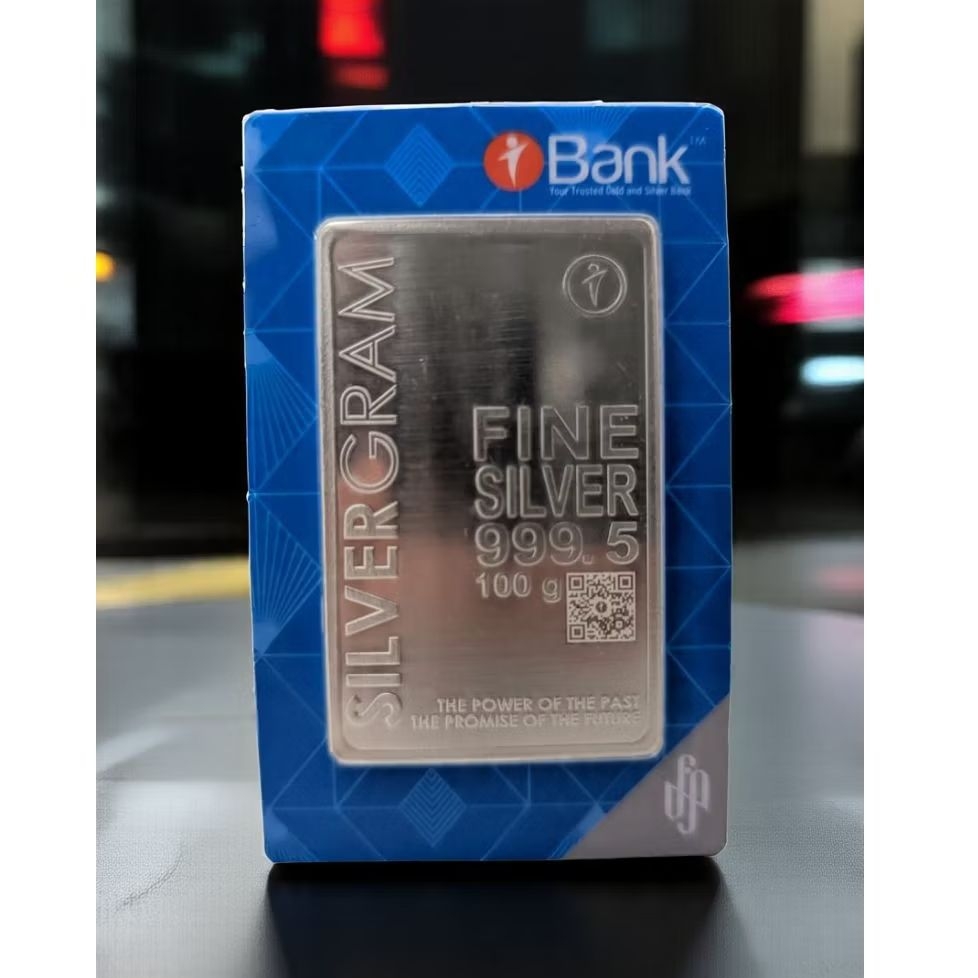 Bank™
Your Trusted Gold and Silver Bank
SILVERGRAM
FINE
SILVER
999.5
100 g
THE POWER OF THE PAST
THE PROMISE OF THE FUTURE